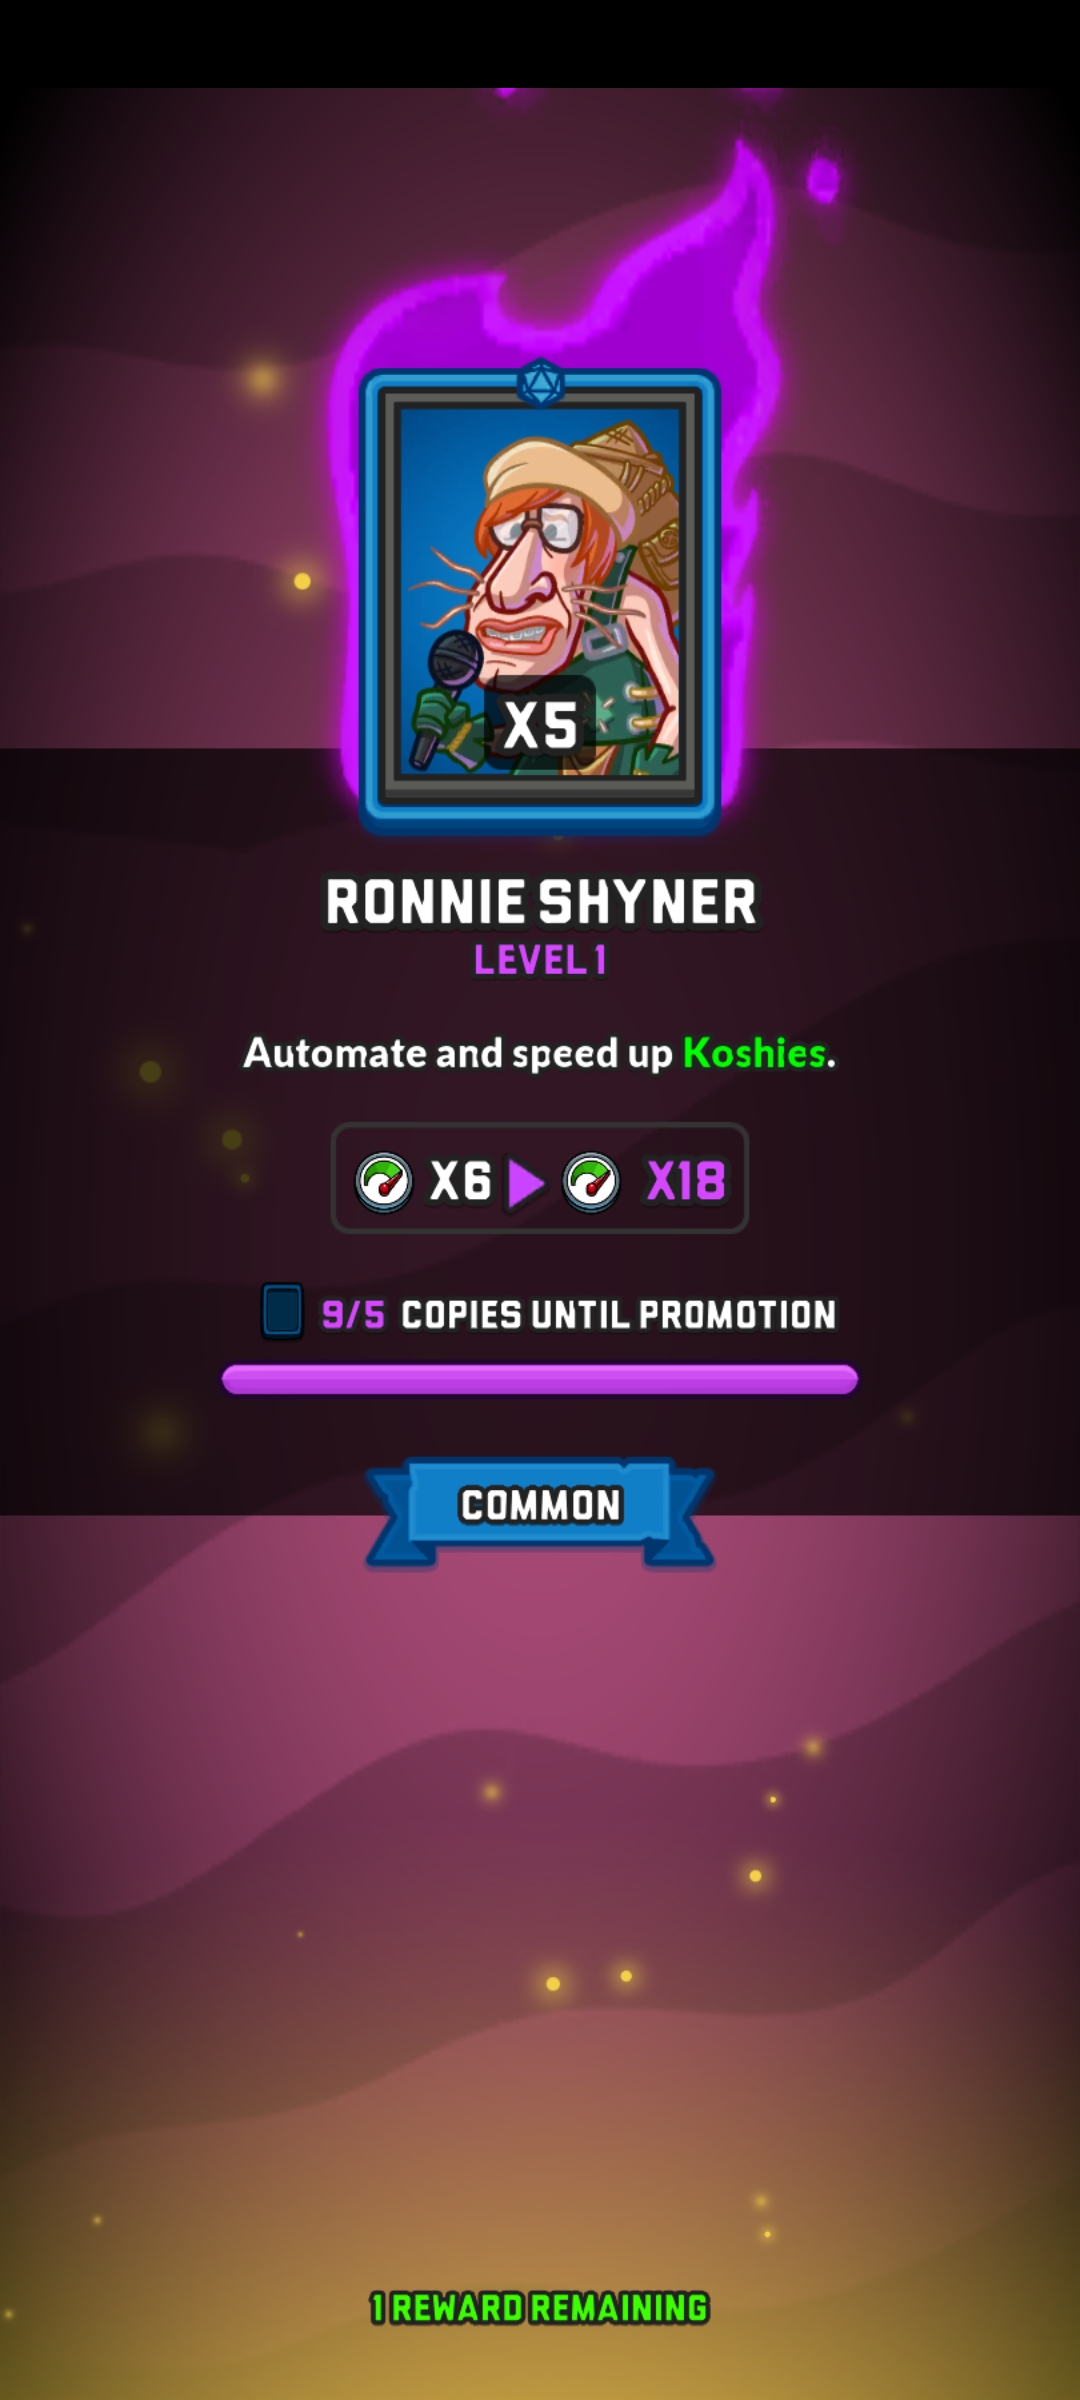 X5
RONNIE SHYNER
LEVEL 1
Automate and speed up Koshies.
X6 X18
9/5 COPIES UNTIL PROMOTION
COMMON
1 REWARD REMAINING